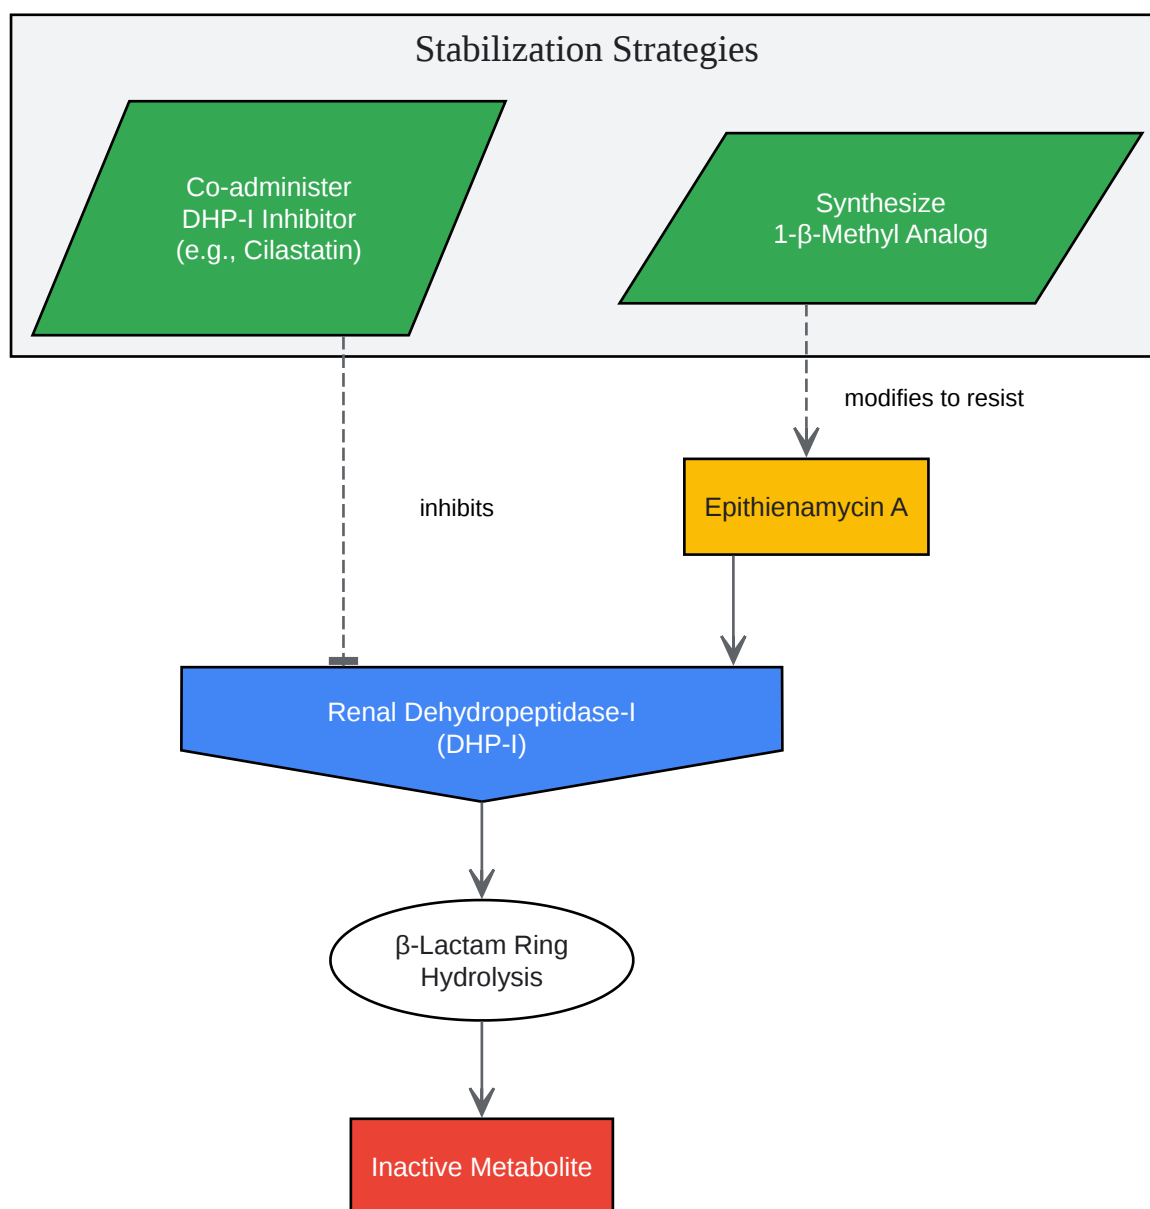 Stabilization Strategies
Co-administer
DHP-I Inhibitor
(e.g., Cilastatin)
Synthesize
1-β-Methyl Analog
modifies to resist
inhibits
Epithienamycin A
Renal Dehydropeptidase-I
(DHP-I)
β-Lactam Ring
Hydrolysis
Inactive Metabolite